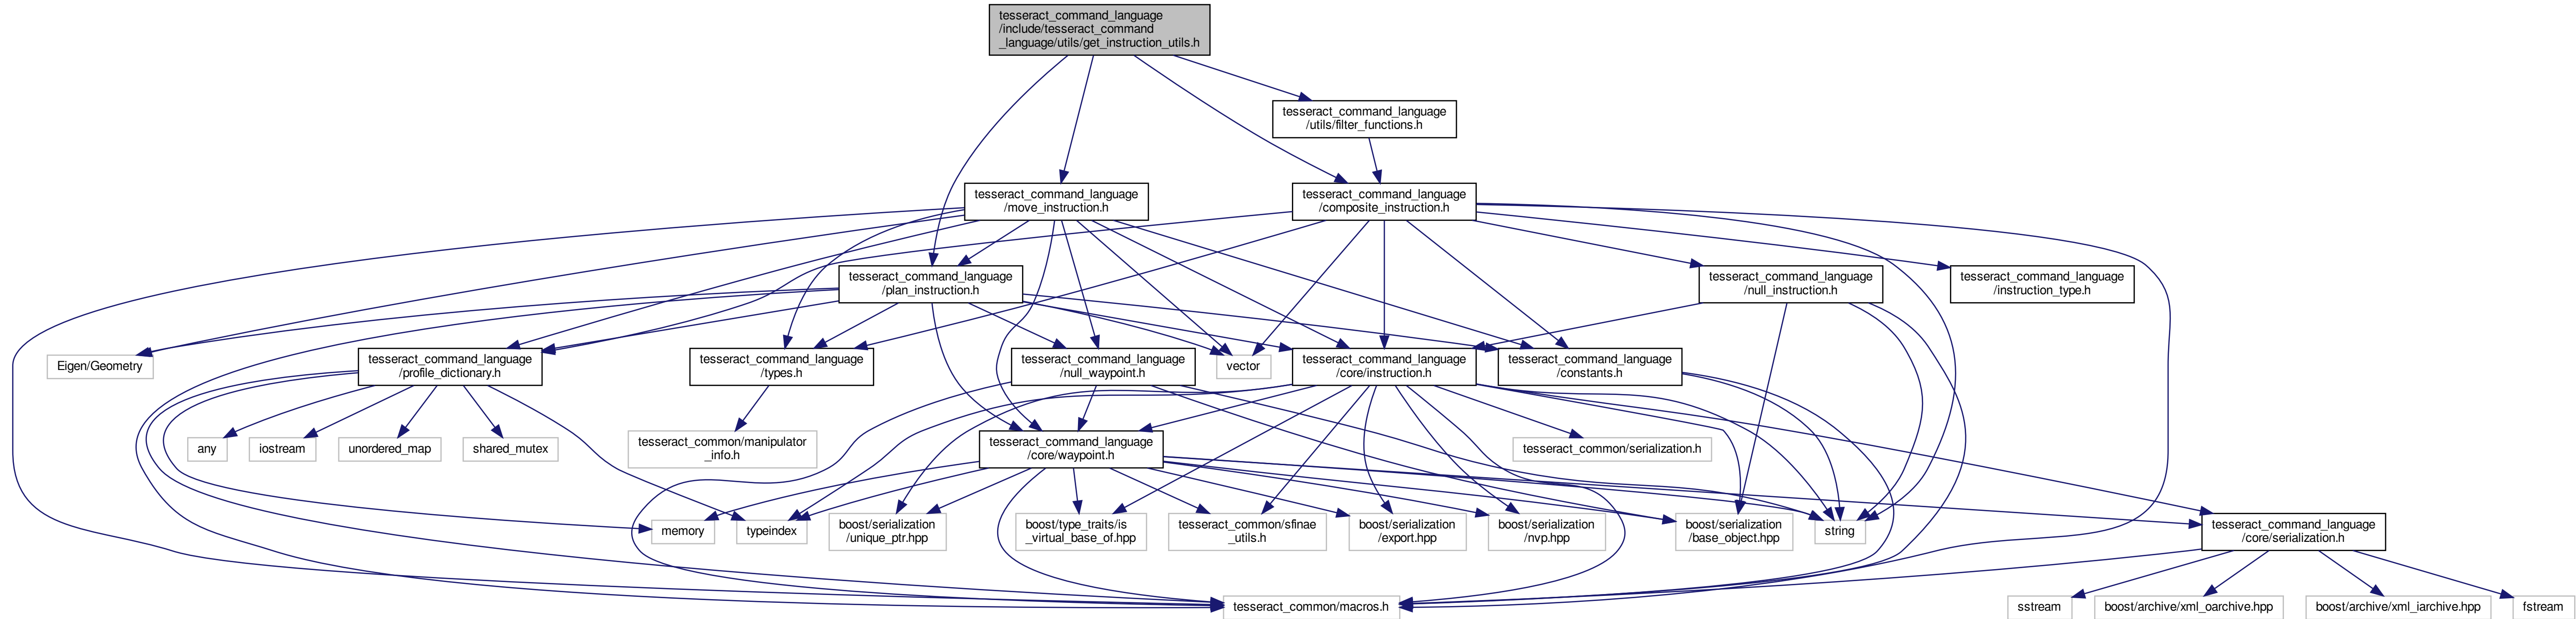 tesseract_command_language
/include/tesseract_command
_language/utils/get_instruction_utils.h
tesseract_command_language
/utils/filter_functions.h
tesseract_command_language
/move_instruction.h
tesseract_command_language
/composite_instruction.h
tesseract_command_language
/plan_instruction.h
tesseract_command_language
/null_instruction.h
tesseract_command_language
/instruction_type.h
Eigen/Geometry
tesseract_command_language
/profile_dictionary.h
tesseract_command_language
/types.h
tesseract_command_language
/null_waypoint.h
vector
tesseract_command_language
/core/instruction.h
tesseract_command_language
/constants.h
any
iostream
unordered_map
shared_mutex
tesseract_common/manipulator
_info.h
tesseract_command_language
/core/waypoint.h
tesseract_common/serialization.h
memory
typeindex
boost/serialization
/unique_ptr.hpp
boost/type_traits/is
_virtual_base_of.hpp
tesseract_common/sfinae
_utils.h
boost/serialization
/export.hpp
boost/serialization
/nvp.hpp
boost/serialization
/base_object.hpp
string
tesseract_command_language
/core/serialization.h
tesseract_common/macros.h
sstream
boost/archive/xml_oarchive.hpp
boost/archive/xml_iarchive.hpp
fstream